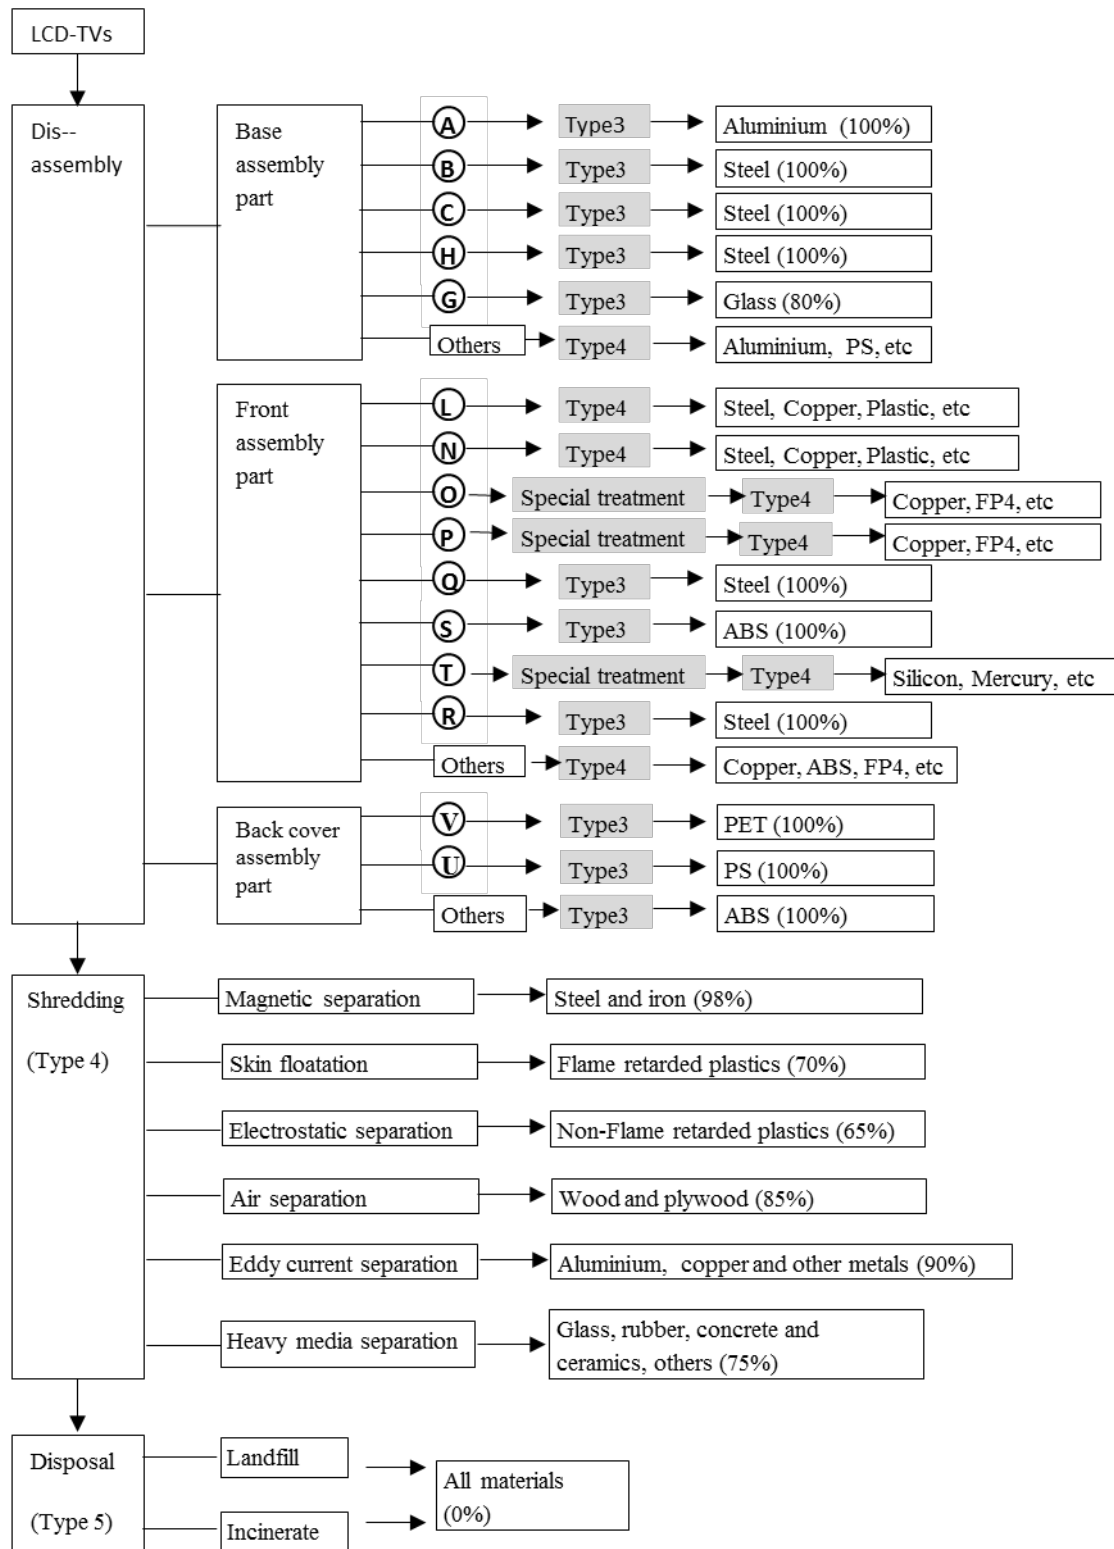 LCD-TVs
Dis--
assembly
Base
assembly
part
A
Type3
Aluminium (100%)
B
Type3
Steel (100%)
C
Type3
Steel (100%)
H
Type3
Steel (100%)
G
Type3
Glass (80%)
Others
Type4
Aluminium, PS, etc
Front
assembly
part
L
Type4
Steel, Copper, Plastic, etc
N
Type4
Steel, Copper, Plastic, etc
O
Special treatment
Type4
Copper, FP4, etc
P
Special treatment
Type4
Copper, FP4, etc
Q
Type3
Steel (100%)
S
Type3
ABS (100%)
T
Special treatment
Type4
Silicon, Mercury, etc
R
Type3
Steel (100%)
Others
Type4
Copper, ABS, FP4, etc
Back cover
assembly
part
V
Type3
PET (100%)
U
Type3
PS (100%)
Others
Type3
ABS (100%)
Shredding
(Type 4)
Magnetic separation
Steel and iron (98%)
Skin floatation
Flame retarded plastics (70%)
Electrostatic separation
Non-Flame retarded plastics (65%)
Air separation
Wood and plywood (85%)
Eddy current separation
Aluminium, copper and other metals (90%)
Heavy media separation
Glass, rubber, concrete and
ceramics, others (75%)
Disposal
(Type 5)
Landfill
Incinerate
All materials
(0%)